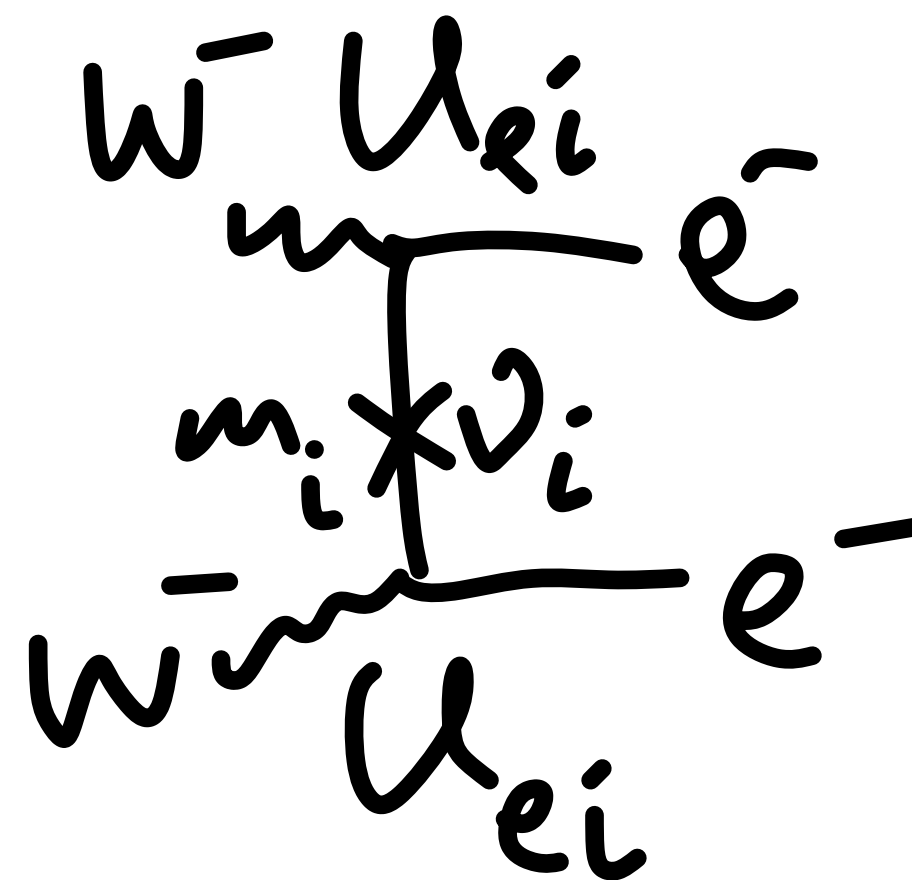 W⁻ U_ei
e⁻
m_i ν_i
e⁻
W⁻
U_ei